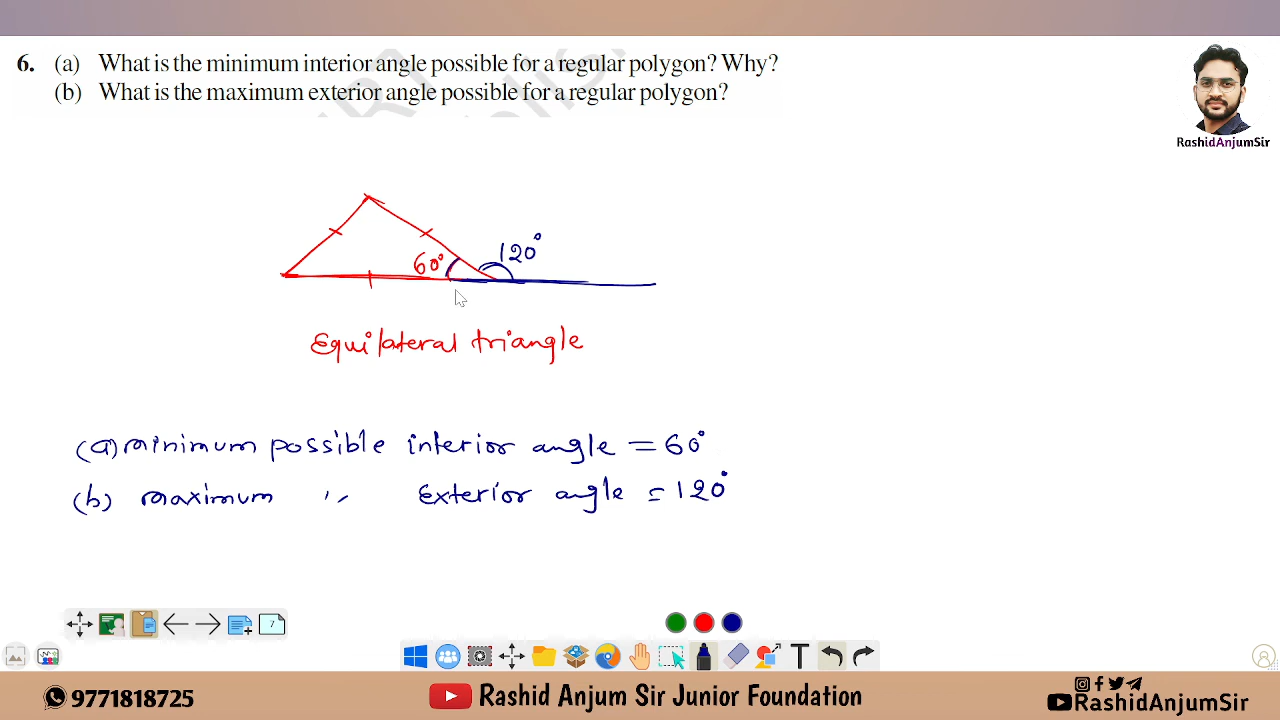 6. (a) What is the minimum interior angle possible for a regular polygon? Why?
(b) What is the maximum exterior angle possible for a regular polygon?
RashidAnjumSir
60° 120°
Equilateral triangle
(a) minimum possible interior angle = 60°
(b) maximum '' exterior angle = 120°
7
T
9771818725 Rashid Anjum Sir Junior Foundation RashidAnjumSir